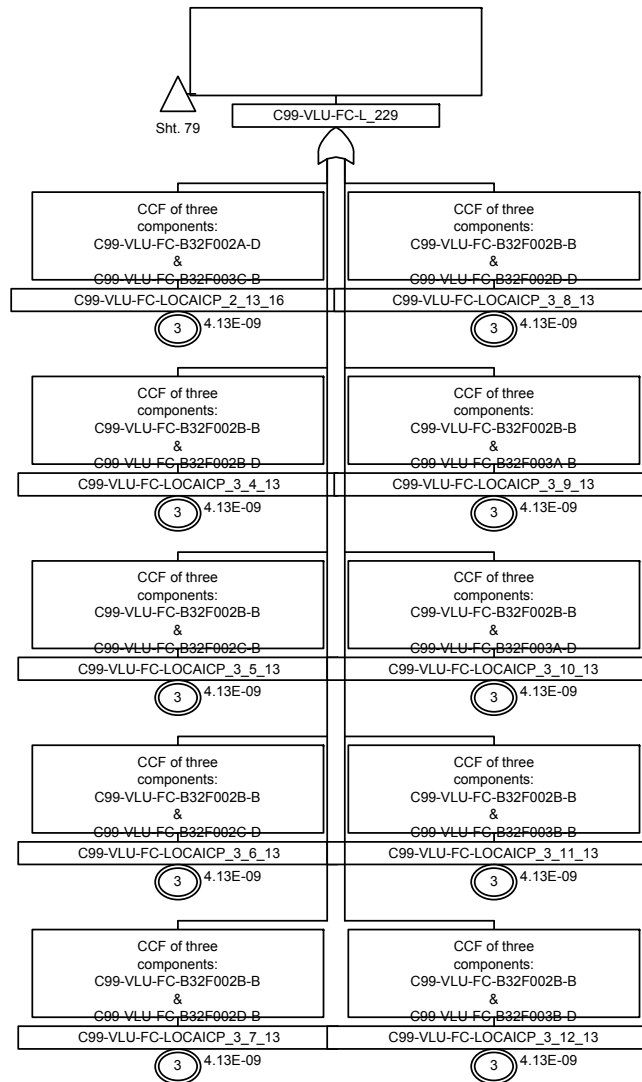 C99-VLU-FC-L_229
Sht. 79
CCF of three
components:
C99-VLU-FC-B32F002A-D
&
C99-VLU-FC-B32F003C-B
C99-VLU-FC-LOCAICP_2_13_16
3
4.13E-09
CCF of three
components:
C99-VLU-FC-B32F002B-B
&
C99-VLU-FC-B32F002D-D
C99-VLU-FC-LOCAICP_3_8_13
3
4.13E-09
CCF of three
components:
C99-VLU-FC-B32F002B-B
&
C99-VLU-FC-B32F002B-D
C99-VLU-FC-LOCAICP_3_4_13
3
4.13E-09
CCF of three
components:
C99-VLU-FC-B32F002B-B
&
C99-VLU-FC-B32F003A-B
C99-VLU-FC-LOCAICP_3_9_13
3
4.13E-09
CCF of three
components:
C99-VLU-FC-B32F002B-B
&
C99-VLU-FC-B32F002C-B
C99-VLU-FC-LOCAICP_3_5_13
3
4.13E-09
CCF of three
components:
C99-VLU-FC-B32F002B-B
&
C99-VLU-FC-B32F003A-D
C99-VLU-FC-LOCAICP_3_10_13
3
4.13E-09
CCF of three
components:
C99-VLU-FC-B32F002B-B
&
C99-VLU-FC-B32F002C-D
C99-VLU-FC-LOCAICP_3_6_13
3
4.13E-09
CCF of three
components:
C99-VLU-FC-B32F002B-B
&
C99-VLU-FC-B32F003B-B
C99-VLU-FC-LOCAICP_3_11_13
3
4.13E-09
CCF of three
components:
C99-VLU-FC-B32F002B-B
&
C99-VLU-FC-B32F002D-B
C99-VLU-FC-LOCAICP_3_7_13
3
4.13E-09
CCF of three
components:
C99-VLU-FC-B32F002B-B
&
C99-VLU-FC-B32F003B-D
C99-VLU-FC-LOCAICP_3_12_13
3
4.13E-09